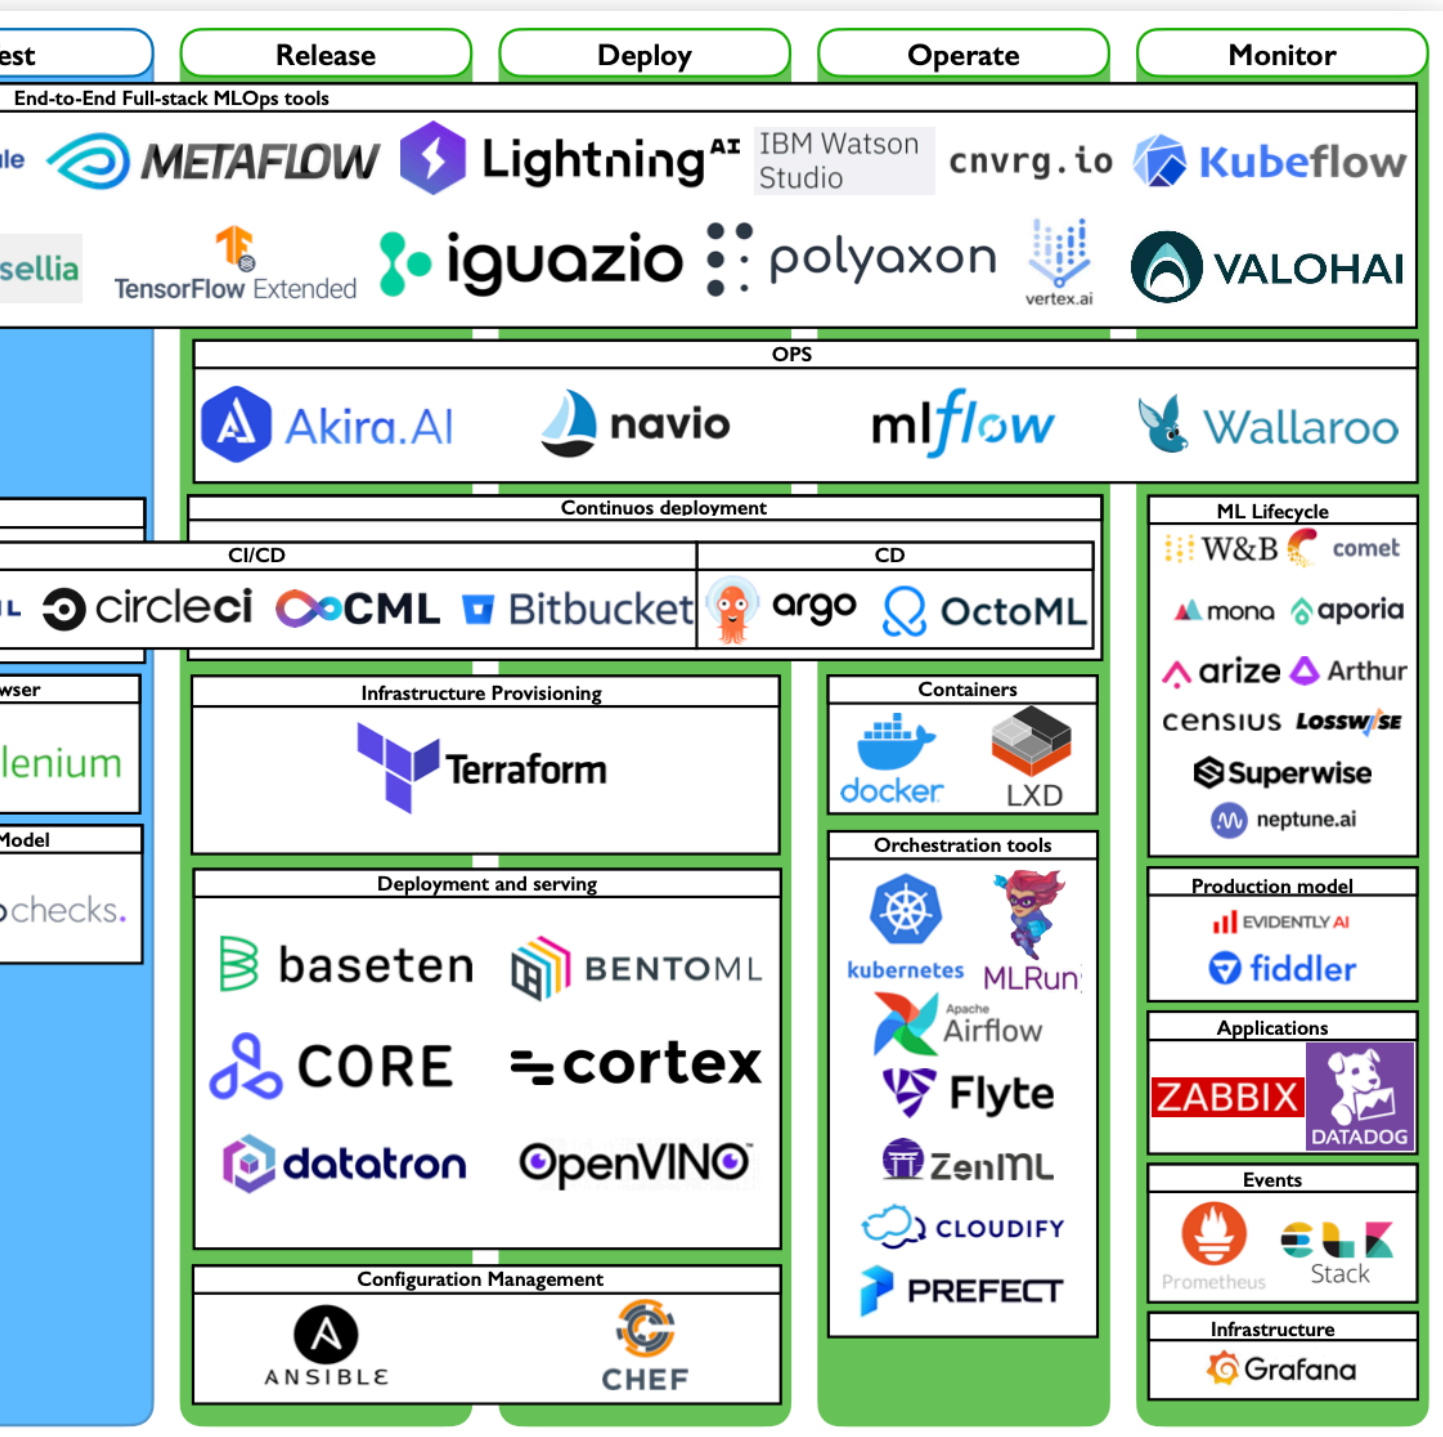 est
Release
Deploy
Operate
Monitor
End-to-End Full-stack MLOps tools
le
METAFLOW
Lightning AI
IBM Watson
Studio
cnvrg.io
Kubeflow
sellia
TensorFlow Extended
iguazio
polyaxon
vertex.ai
VALOHAI
OPS
Akira.AI
navio
mlflow
Wallaroo
Continuos deployment
CI/CD
CD
L
circleci
CML
Bitbucket
argo
OctoML
ML Lifecycle
W&B
comet
mona
aporia
arize
Arthur
censius
LOSSWISE
Superwise
neptune.ai
wser
lenium
Model
checks.
Infrastructure Provisioning
Terraform
Deployment and serving
baseten
BENTOML
CORE
cortex
datatron
OpenVINO™
Configuration Management
ANSIBLE
CHEF
Containers
docker
LXD
Orchestration tools
kubernetes
MLRun
Apache
Airflow
Flyte
ZenML
CLOUDIFY
PREFECT
Production model
EVIDENTLY AI
fiddler
Applications
ZABBIX
DATADOG
Events
Prometheus
elk
Stack
Infrastructure
Grafana